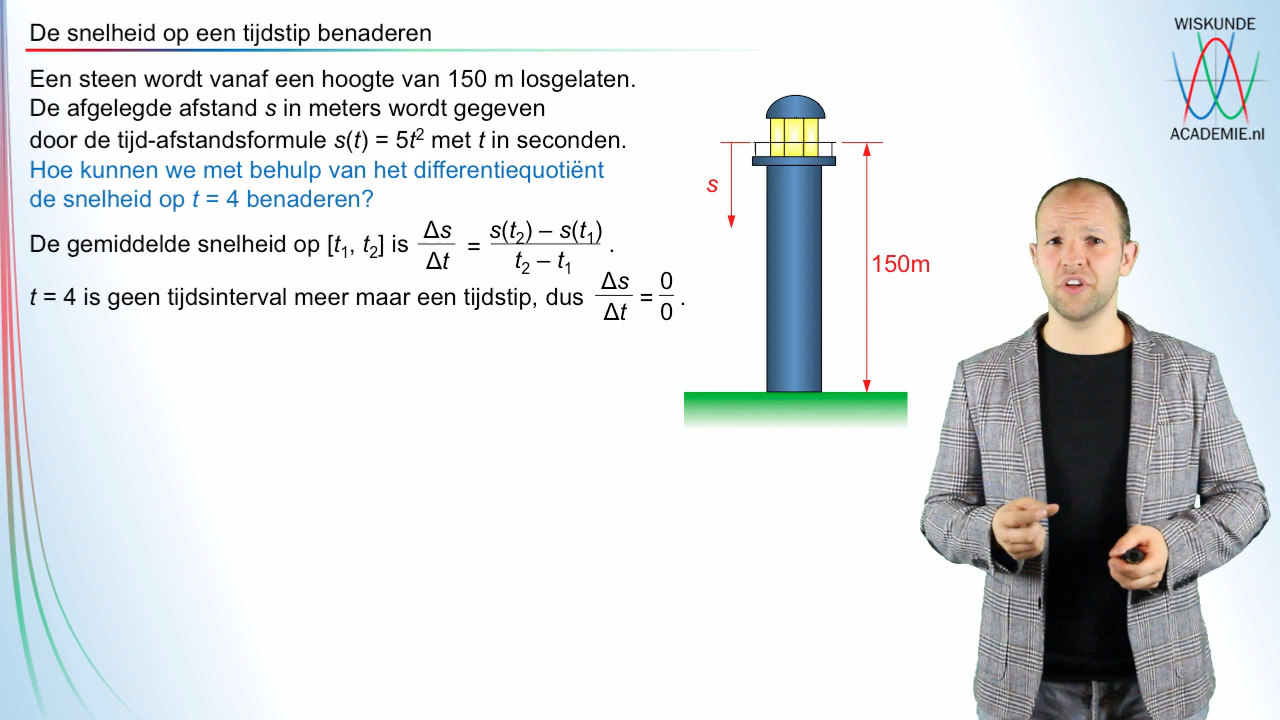 De snelheid op een tijdstip benaderen
WISKUNDE
ACADEMIE.nl
Een steen wordt vanaf een hoogte van 150 m losgelaten.
De afgelegde afstand s in meters wordt gegeven
door de tijd-afstandsformule s(t) = 5t² met t in seconden.
Hoe kunnen we met behulp van het differentiequotiënt
de snelheid op t = 4 benaderen?
De gemiddelde snelheid op [t₁, t₂] is Δs/Δt = (s(t₂) – s(t₁))/(t₂ – t₁) .
t = 4 is geen tijdsinterval meer maar een tijdstip, dus Δs/Δt = 0/0 .
s
150m